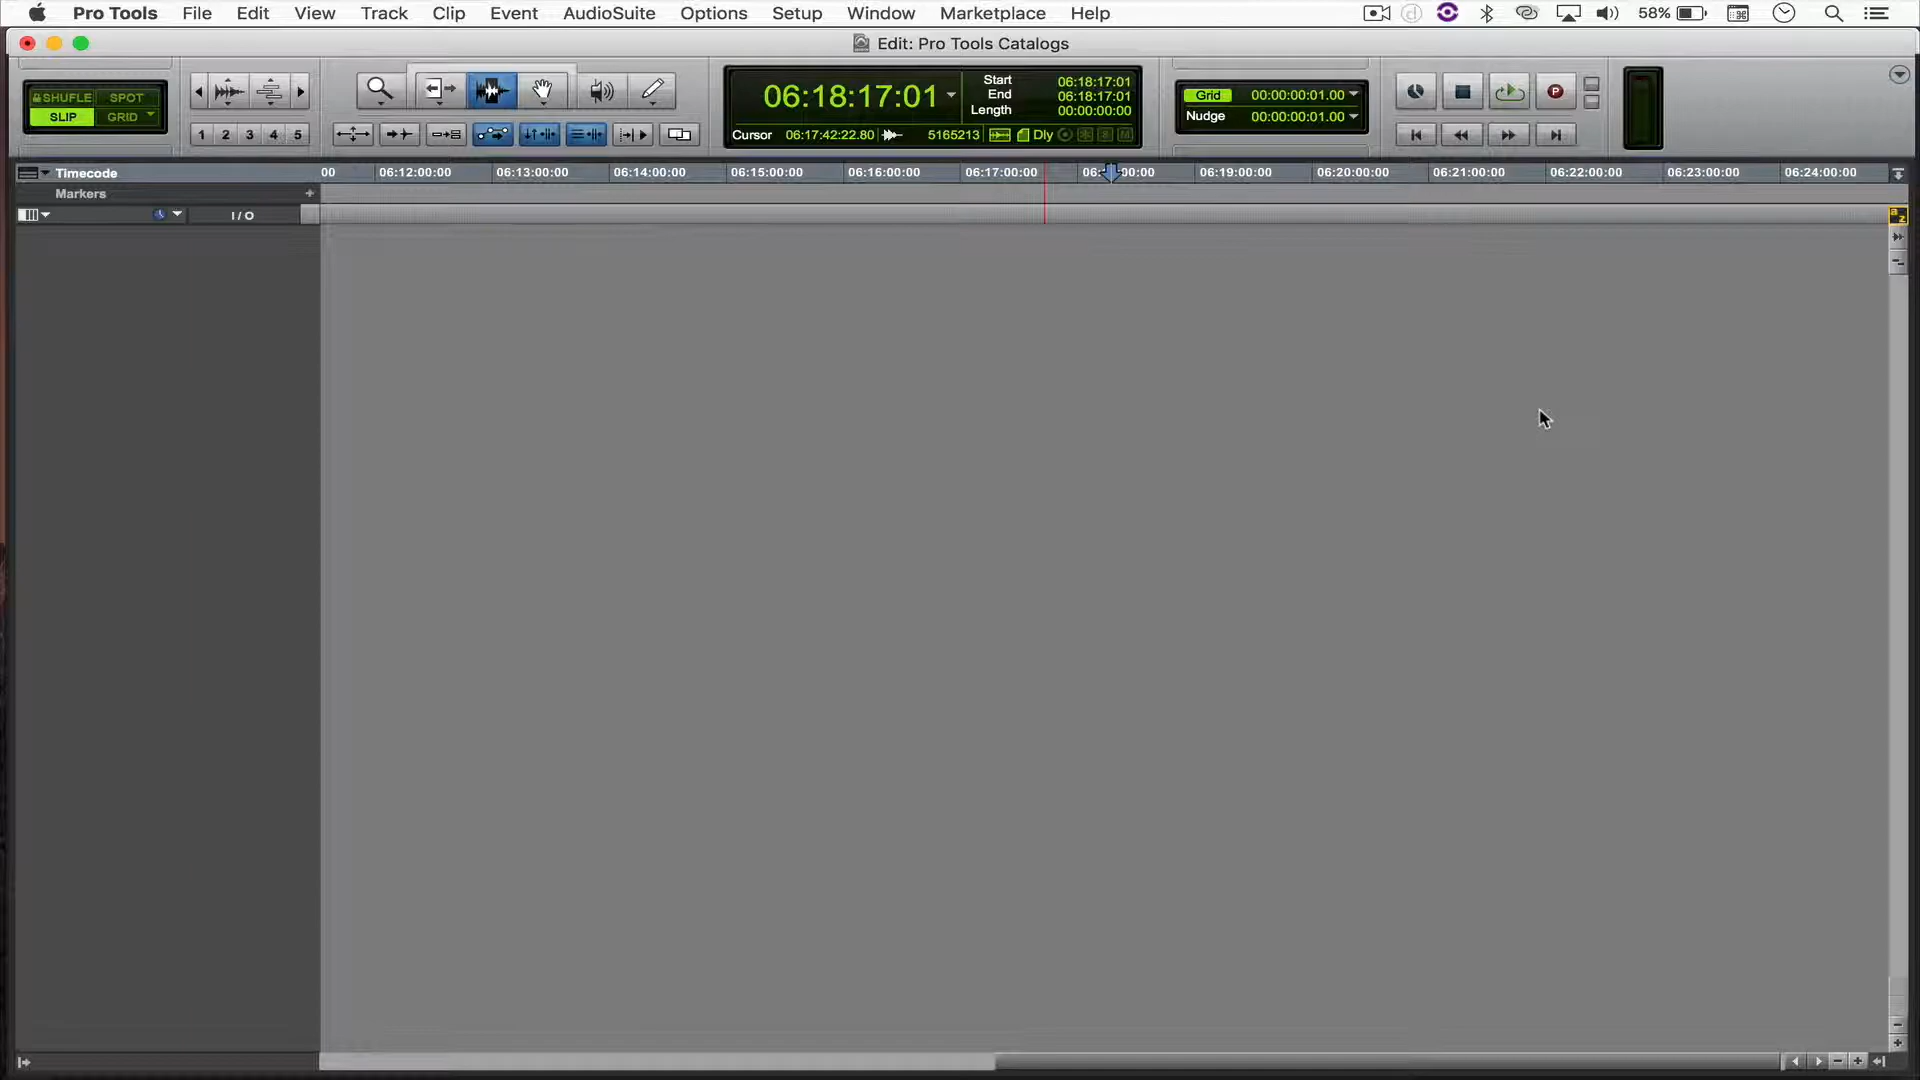 Pro Tools File Edit View Track Clip Event AudioSuite Options Setup Window Marketplace Help 58%
Edit: Pro Tools Catalogs
SHUFFLE SPOT
SLIP GRID
1 2 3 4 5
06:18:17:01
Start 06:18:17:01
End 06:18:17:01
Length 00:00:00:00
Cursor 06:17:42:22.80 5165213 Dly
Grid 00:00:00:01.00
Nudge 00:00:00:01.00
P
Timecode 00 06:12:00:00 06:13:00:00 06:14:00:00 06:15:00:00 06:16:00:00 06:17:00:00 06: 00:00 06:19:00:00 06:20:00:00 06:21:00:00 06:22:00:00 06:23:00:00 06:24:00:00
Markers +
I / O
a z